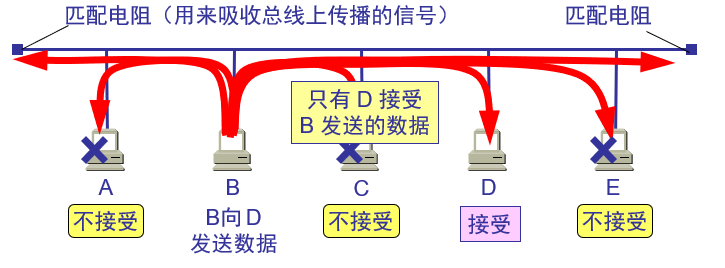 匹配电阻（用来吸收总线上传播的信号）
匹配电阻
只有 D 接受
B 发送的数据
A
B
C
D
E
不接受
B向 D
发送数据
不接受
接受
不接受